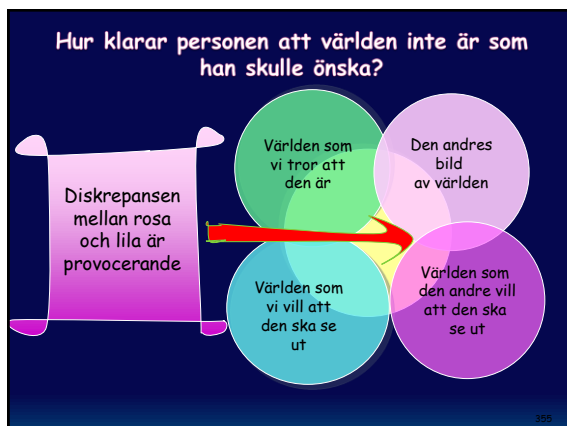 Hur klarar personen att världen inte är som
han skulle önska?
Diskrepansen
mellan rosa
och lila är
provocerande
Världen som
vi tror att
den är
Den andres
bild
av världen
Världen som
vi vill att
den ska se
ut
Världen som
den andre vill
att den ska
se ut
355